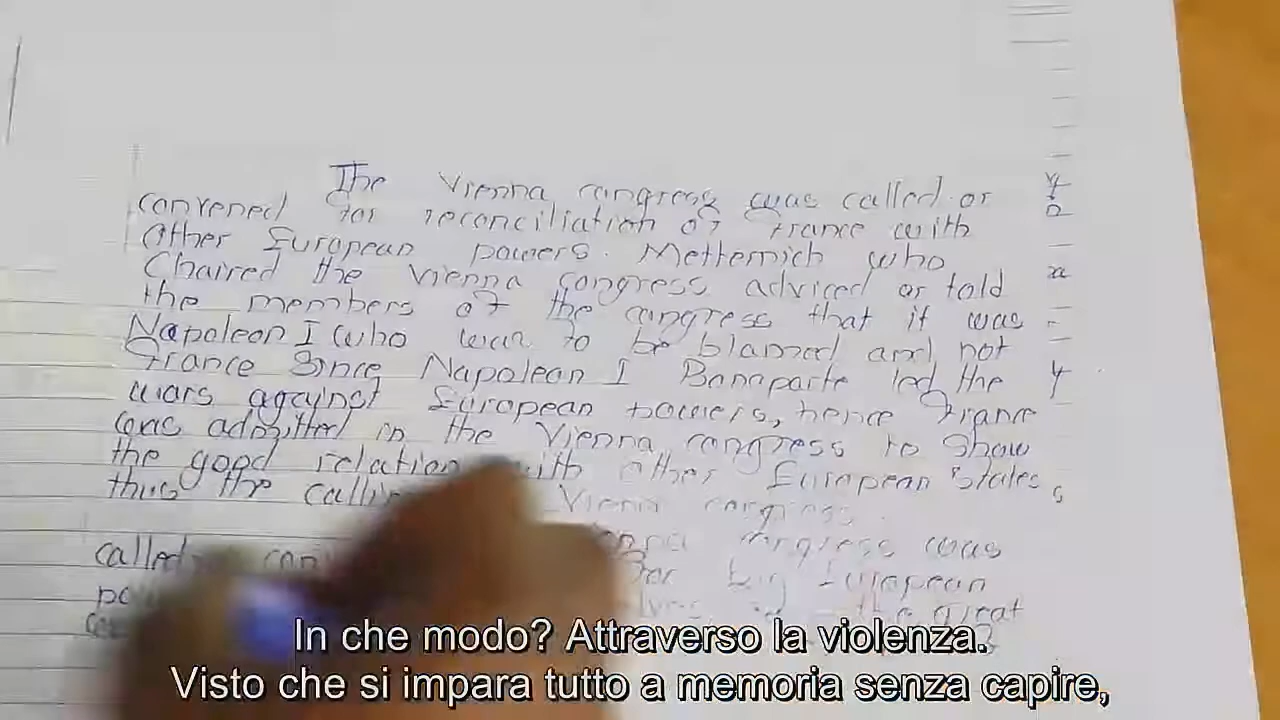 The Vienna congress was called or
convened for reconciliation of France with
other European powers. Metternich who
Chaired the Vienna congress adviced or told
the members of the congress that it was
Napoleon I who was to be blamed and not
France Since Napoleon I Bonaparte led the
wars against European powers, hence France
was admitted in the Vienna congress to show
the good relation with other European States,
thus the calling Vienna congress.
congress was
called or
for big European
the great
In che modo? Attraverso la violenza.
Visto che si impara tutto a memoria senza capire,